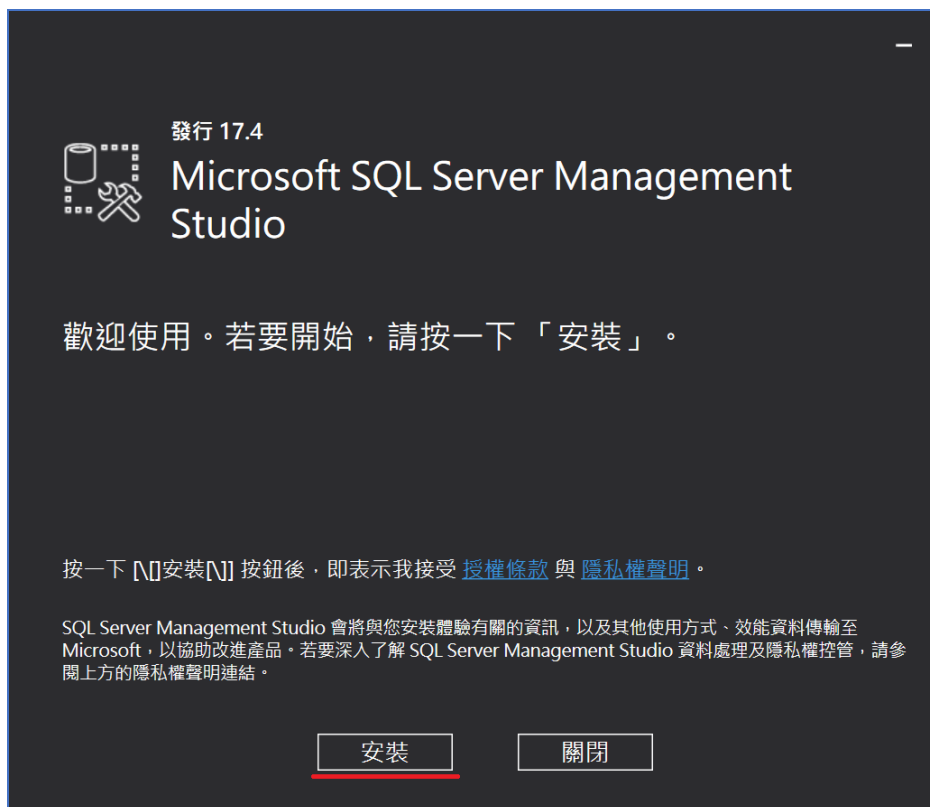 發行 17.4
Microsoft SQL Server Management
Studio
歡迎使用。若要開始，請按一下「安裝」。
按一下 [\[]安裝[\]] 按鈕後，即表示我接受 授權條款 與 隱私權聲明。
SQL Server Management Studio 會將與您安裝體驗有關的資訊，以及其他使用方式、效能資料傳輸至
Microsoft，以協助改進產品。若要深入了解 SQL Server Management Studio 資料處理及隱私權控管，請參
閱上方的隱私權聲明連結。
安裝
關閉